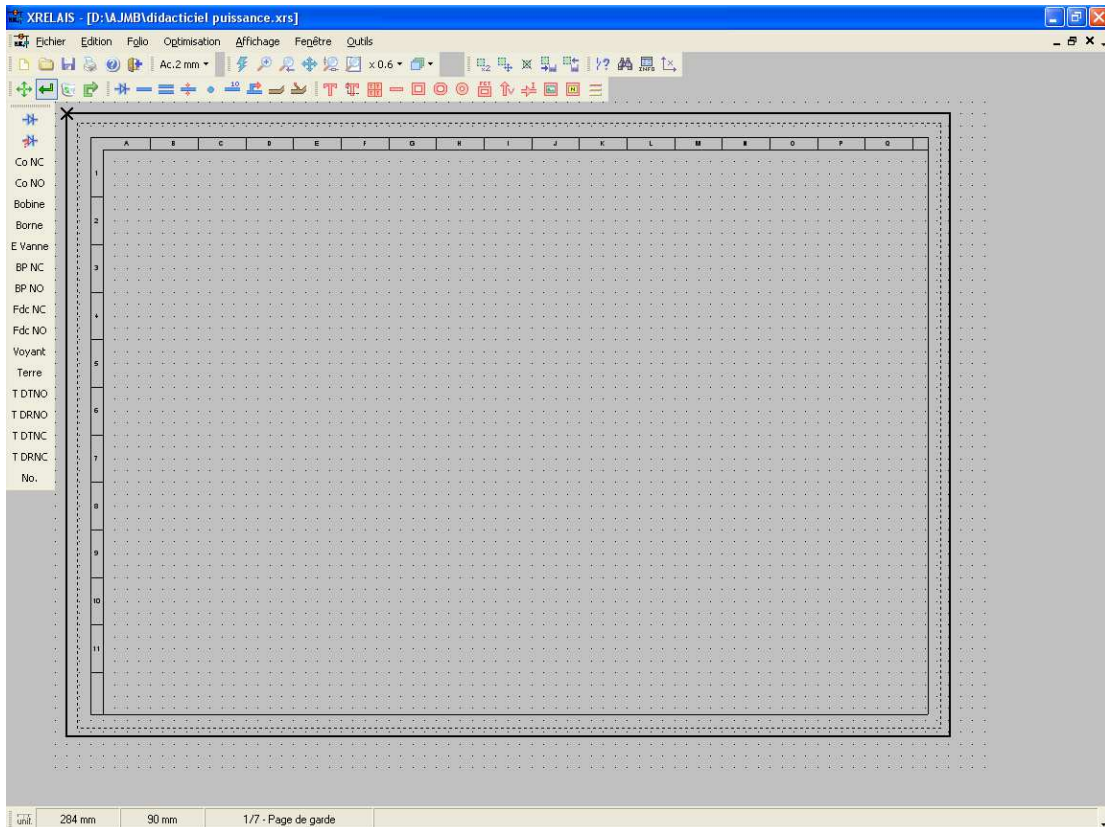 XRELAIS - [D:\AJMB\didacticiel puissance.xrs]
Fichier Edition Folio Optimisation Affichage Fenêtre Outils
Ac.2 mm x 0.6
10
Co NC
Co NO
Bobine
Borne
E Vanne
BP NC
BP NO
Fdc NC
Fdc NO
Voyant
Terre
T DTNO
T DRNO
T DTNC
T DRNC
No.
A B C D E F G H I J K L M N O P Q
1
2
3
4
5
6
7
8
9
10
11
unit. 284 mm 90 mm 1/7 - Page de garde